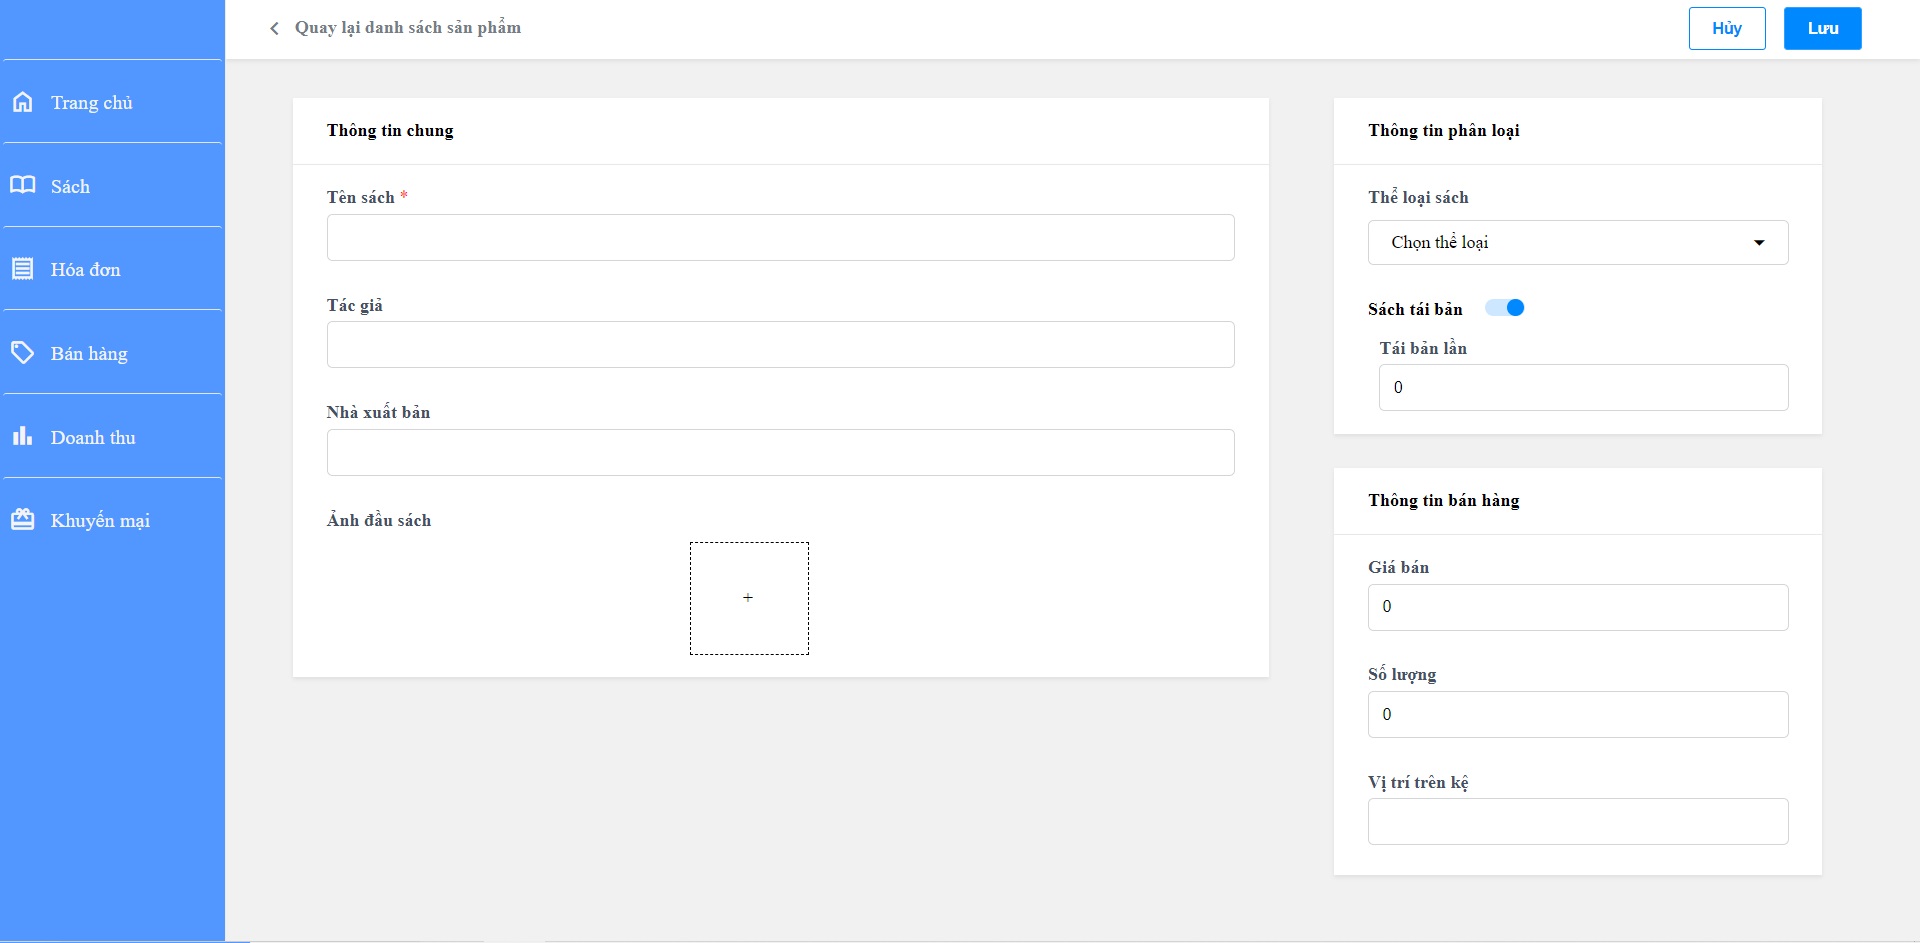 Quay lại danh sách sản phẩm
Hủy
Lưu
Trang chủ
Sách
Hóa đơn
Bán hàng
Doanh thu
Khuyến mại
Thông tin chung
Tên sách *
Tác giả
Nhà xuất bản
Ảnh đầu sách
+
Thông tin phân loại
Thể loại sách
Chọn thể loại
Sách tái bản
Tái bản lần
0
Thông tin bán hàng
Giá bán
0
Số lượng
0
Vị trí trên kệ